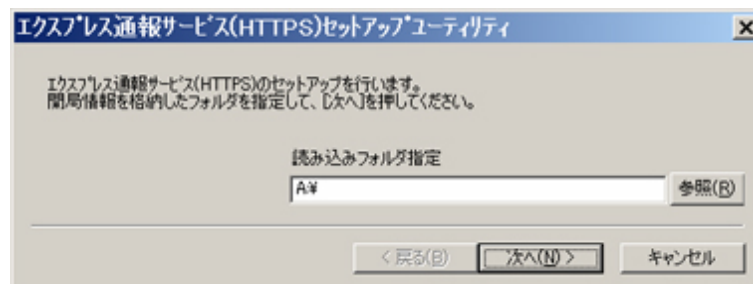 エクスプレス通報サービス(HTTPS)セットアップユーティリティ
エクスプレス通報サービス(HTTPS)のセットアップを行います。
開局情報を格納したフォルダを指定して、[次へ]を押してください。
読み込みフォルダ指定
A:¥
参照(R)
< 戻る(B)
次へ(N) >
キャンセル